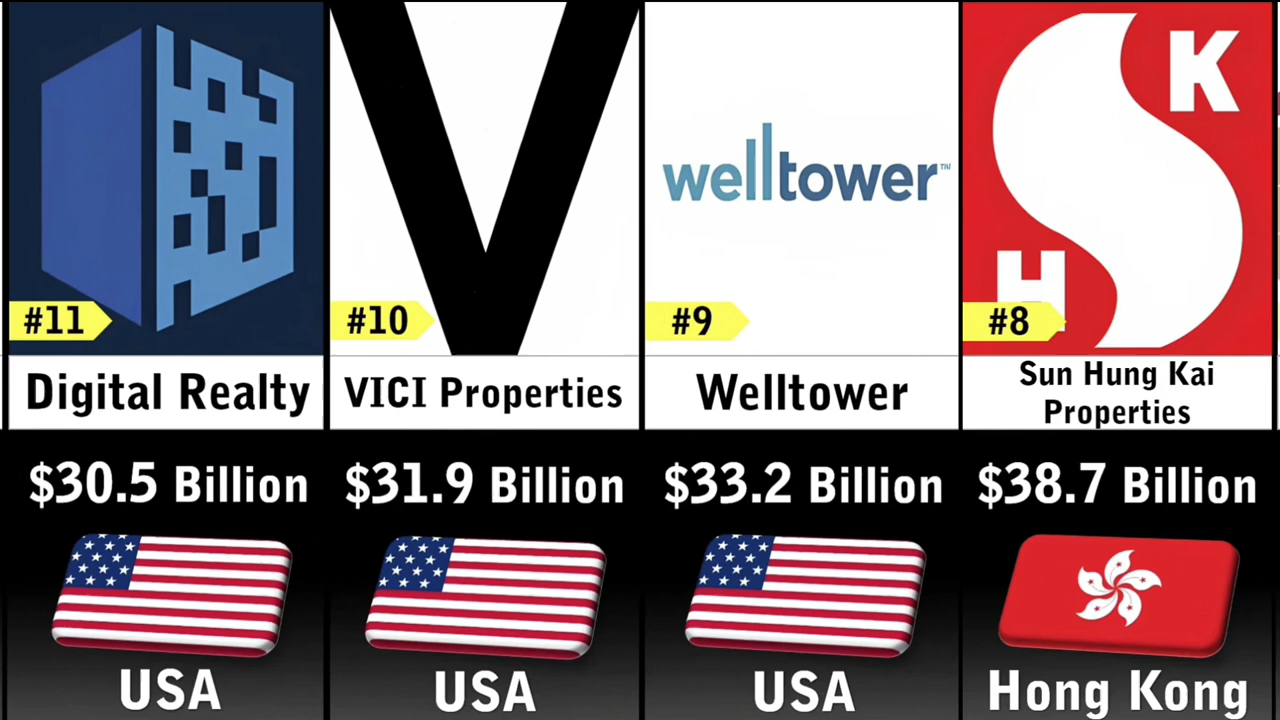 #11
Digital Realty
$30.5 Billion
USA
V
#10
VICI Properties
$31.9 Billion
USA
welltower™
#9
Welltower
$33.2 Billion
USA
S
K
H
#8
Sun Hung Kai
Properties
$38.7 Billion
Hong Kong